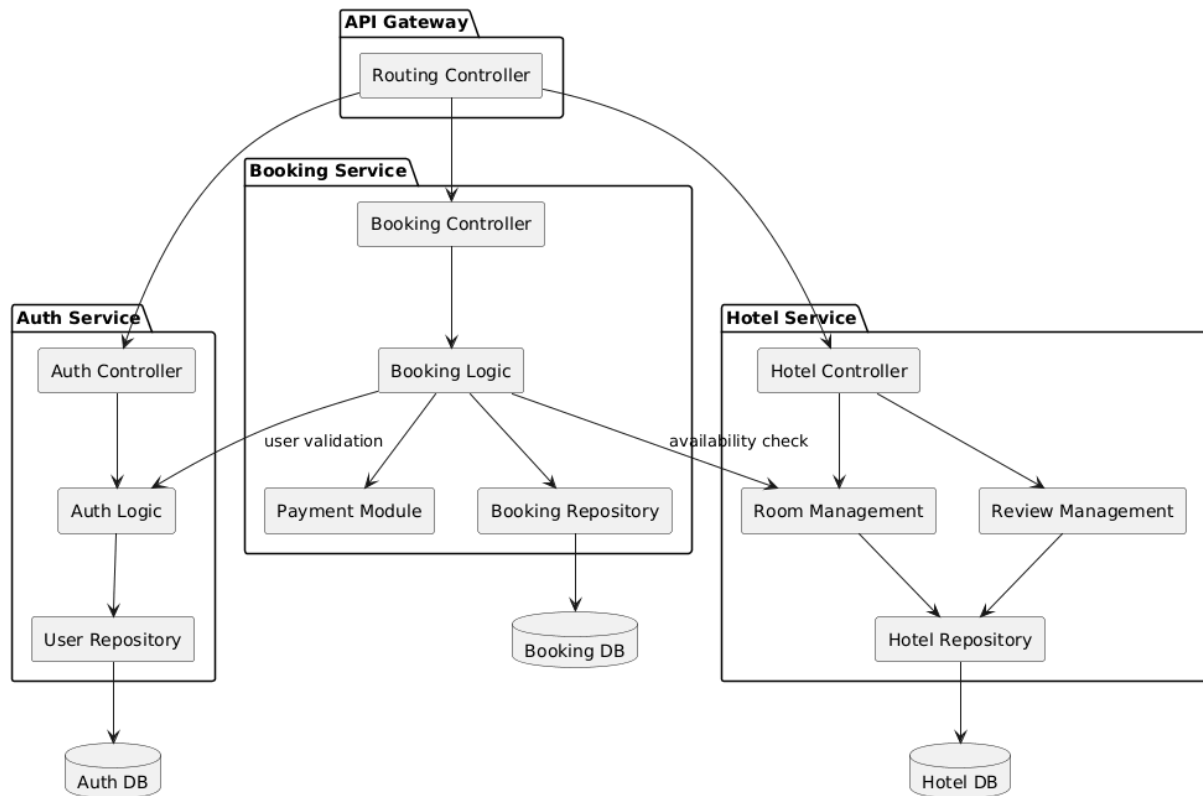 API Gateway
Routing Controller
Booking Service
Booking Controller
Auth Service
Hotel Service
Auth Controller
Booking Logic
Hotel Controller
user validation
availability check
Auth Logic
Payment Module
Booking Repository
Room Management
Review Management
User Repository
Booking DB
Hotel Repository
Auth DB
Hotel DB